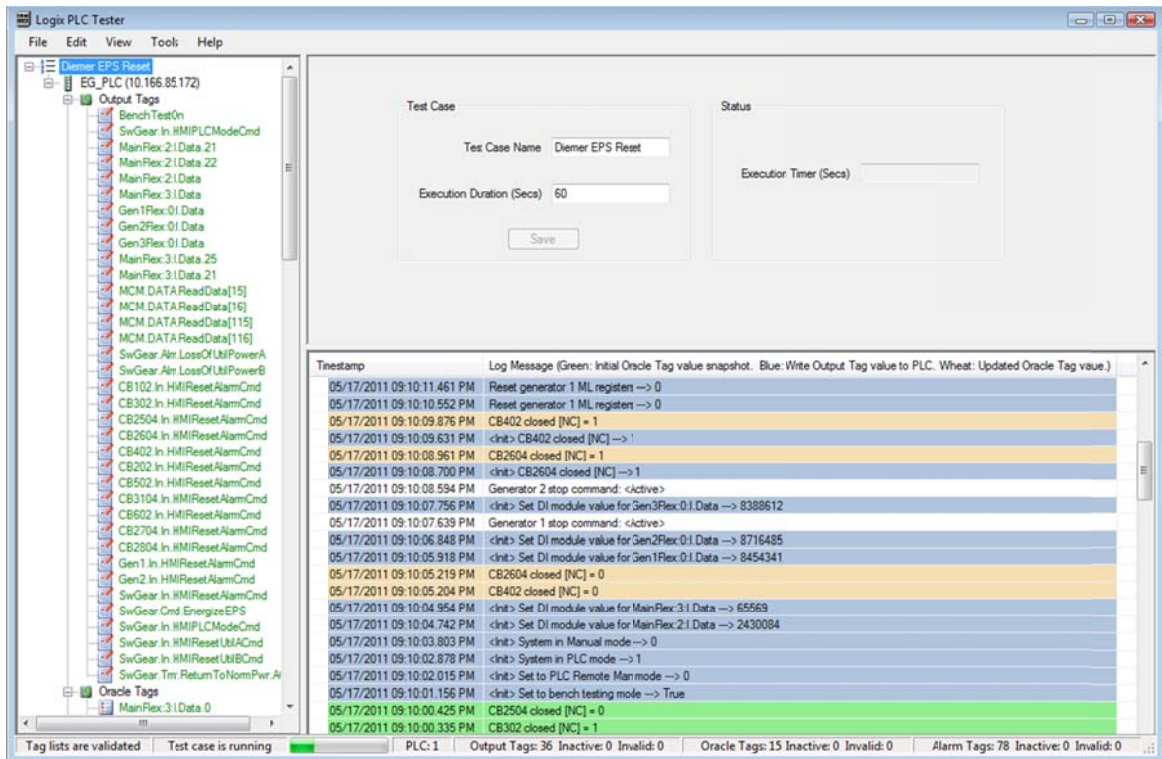 Logix PLC Tester
File Edit View Tools Help
Diemer EPS Reset
EG_PLC (10.166.85.172)
Output Tags
BenchTestOn
SwGear.In.HMIPLCModeCmd
MainFlex:2:I.Data.21
MainFlex:2:I.Data.22
MainFlex:2:I.Data
MainFlex:3:I.Data
Gen1Flex:0:I.Data
Gen2Flex:0:I.Data
Gen3Flex:0:I.Data
MainFlex:3:I.Data.25
MainFlex:3:I.Data.21
MCM.DATA.ReadData[15]
MCM.DATA.ReadData[16]
MCM.DATA.ReadData[115]
MCM.DATA.ReadData[116]
SwGear.Alm.LossOfUtilPowerA
SwGear.Alm.LossOfUtilPowerB
CB102.In.HMIResetAlarmCmd
CB302.In.HMIResetAlarmCmd
CB2504.In.HMIResetAlarmCmd
CB2604.In.HMIResetAlarmCmd
CB402.In.HMIResetAlarmCmd
CB202.In.HMIResetAlarmCmd
CB502.In.HMIResetAlarmCmd
CB3104.In.HMIResetAlarmCmd
CB602.In.HMIResetAlarmCmd
CB2704.In.HMIResetAlarmCmd
CB2804.In.HMIResetAlarmCmd
Gen1.In.HMIResetAlarmCmd
Gen2.In.HMIResetAlarmCmd
SwGear.In.HMIResetAlarmCmd
SwGear.Cmd.EnergizeEPS
SwGear.In.HMIPLCModeCmd
SwGear.In.HMIResetUtilACmd
SwGear.In.HMIResetUtilBCmd
SwGear.Tmr.ReturnToNormPwr.A
Oracle Tags
MainFlex:3:I.Data.0
Test Case
Test Case Name Diemer EPS Reset
Execution Duration (Secs) 60
Save
Status
Execution Timer (Secs)
Timestamp Log Message (Green: Initial Oracle Tag value snapshot. Blue: Write Output Tag value to PLC. Wheat: Updated Oracle Tag vaue.)
05/17/2011 09:10:11.461 PM Reset generator 1 ML registers --> 0
05/17/2011 09:10:10.552 PM Reset generator 1 ML registers --> 0
05/17/2011 09:10:09.876 PM CB402 closed [NC] = 1
05/17/2011 09:10:09.631 PM <Init> CB402 closed [NC] -->
05/17/2011 09:10:08.961 PM CB2604 closed [NC] = 1
05/17/2011 09:10:08.700 PM <Init> CB2604 closed [NC] --> 1
05/17/2011 09:10:08.594 PM Generator 2 stop command: <Active>
05/17/2011 09:10:07.756 PM <Init> Set DI module value for Gen3Flex:0:I.Data --> 8388612
05/17/2011 09:10:07.639 PM Generator 1 stop command: <Active>
05/17/2011 09:10:06.848 PM <Init> Set DI module value for Gen2Flex:0:I.Data --> 8716485
05/17/2011 09:10:05.918 PM <Init> Set DI module value for Gen1Flex:0:I.Data --> 8454341
05/17/2011 09:10:05.219 PM CB2604 closed [NC] = 0
05/17/2011 09:10:05.204 PM CB402 closed [NC] = 0
05/17/2011 09:10:04.954 PM <Init> Set DI module value for MainFlex:3:I.Data --> 65569
05/17/2011 09:10:04.742 PM <Init> Set DI module value for MainFlex:2:I.Data --> 2430084
05/17/2011 09:10:03.803 PM <Init> System in Manual mode --> 0
05/17/2011 09:10:02.878 PM <Init> System in PLC mode --> 1
05/17/2011 09:10:02.015 PM <Init> Set to PLC Remote Man mode --> 0
05/17/2011 09:10:01.156 PM <Init> Set to bench testing mode --> True
05/17/2011 09:10:00.425 PM CB2504 closed [NC] = 0
05/17/2011 09:10:00.335 PM CB302 closed [NC] = 1
Tag lists are validated Test case is running PLC: 1 Output Tags: 36 Inactive: 0 Invalid: 0 Oracle Tags: 15 Inactive: 0 Invalid: 0 Alarm Tags: 78 Inactive: 0 Invalid: 0